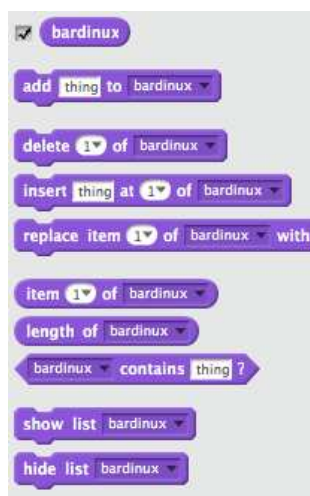 bardinux
add thing to bardinux
delete 1 of bardinux
insert thing at 1 of bardinux
replace item 1 of bardinux with
item 1 of bardinux
length of bardinux
bardinux contains thing ?
show list bardinux
hide list bardinux